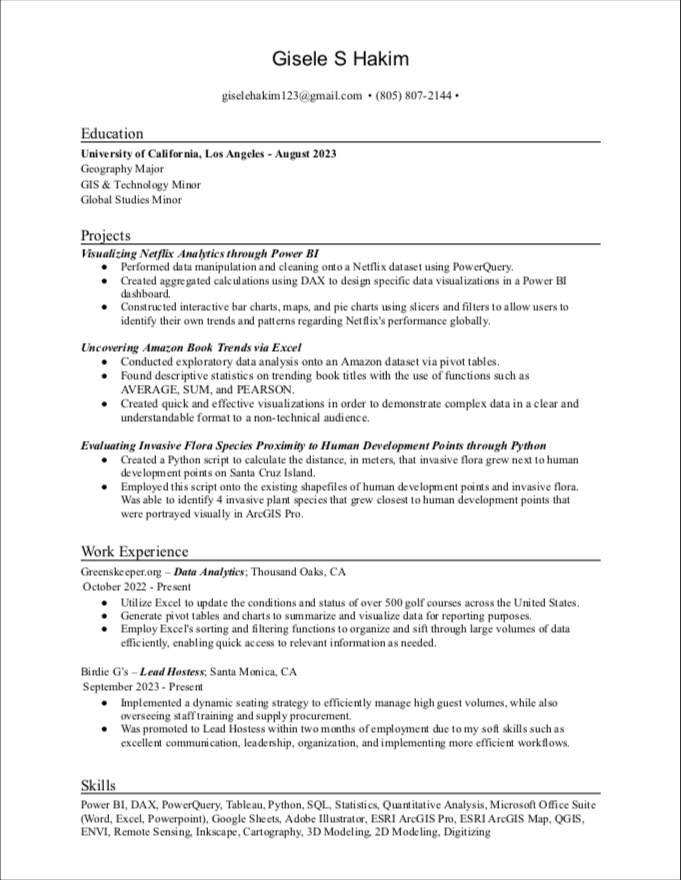 Gisele S Hakim
giselehakim123@gmail.com • (805) 807-2144 •
Education
University of California, Los Angeles - August 2023
Geography Major
GIS & Technology Minor
Global Studies Minor
Projects
Visualizing Netflix Analytics through Power BI
● Performed data manipulation and cleaning onto a Netflix dataset using PowerQuery.
● Created aggregated calculations using DAX to design specific data visualizations in a Power BI
dashboard.
● Constructed interactive bar charts, maps, and pie charts using slicers and filters to allow users to
identify their own trends and patterns regarding Netflix's performance globally.
Uncovering Amazon Book Trends via Excel
● Conducted exploratory data analysis onto an Amazon dataset via pivot tables.
● Found descriptive statistics on trending book titles with the use of functions such as
AVERAGE, SUM, and PEARSON.
● Created quick and effective visualizations in order to demonstrate complex data in a clear and
understandable format to a non-technical audience.
Evaluating Invasive Flora Species Proximity to Human Development Points through Python
● Created a Python script to calculate the distance, in meters, that invasive flora grew next to human
development points on Santa Cruz Island.
● Employed this script onto the existing shapefiles of human development points and invasive flora.
Was able to identify 4 invasive plant species that grew closest to human development points that
were portrayed visually in ArcGIS Pro.
Work Experience
Greenskeeper.org – Data Analytics; Thousand Oaks, CA
October 2022 - Present
● Utilize Excel to update the conditions and status of over 500 golf courses across the United States.
● Generate pivot tables and charts to summarize and visualize data for reporting purposes.
● Employ Excel's sorting and filtering functions to organize and sift through large volumes of data
efficiently, enabling quick access to relevant information as needed.
Birdie G's – Lead Hostess; Santa Monica, CA
September 2023 - Present
● Implemented a dynamic seating strategy to efficiently manage high guest volumes, while also
overseeing staff training and supply procurement.
● Was promoted to Lead Hostess within two months of employment due to my soft skills such as
excellent communication, leadership, organization, and implementing more efficient workflows.
Skills
Power BI, DAX, PowerQuery, Tableau, Python, SQL, Statistics, Quantitative Analysis, Microsoft Office Suite
(Word, Excel, Powerpoint), Google Sheets, Adobe Illustrator, ESRI ArcGIS Pro, ESRI ArcGIS Map, QGIS,
ENVI, Remote Sensing, Inkscape, Cartography, 3D Modeling, 2D Modeling, Digitizing